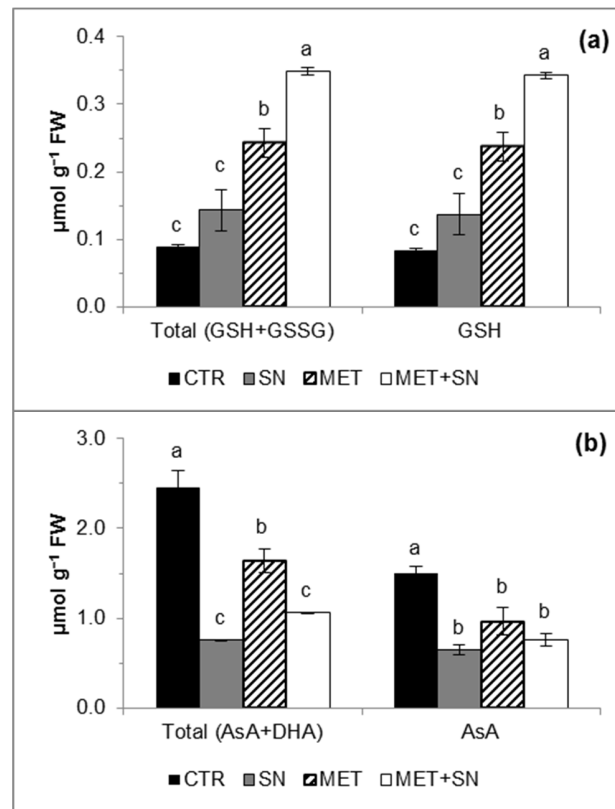 (a)
µmol g⁻¹ FW
0.4
0.3
0.2
0.1
0.0
c
c
b
a
c
c
b
a
Total (GSH+GSSG)
GSH
CTR SN MET MET+SN
(b)
µmol g⁻¹ FW
3.0
2.0
1.0
0.0
a
c
b
c
a
b
b
b
Total (AsA+DHA)
AsA
CTR SN MET MET+SN